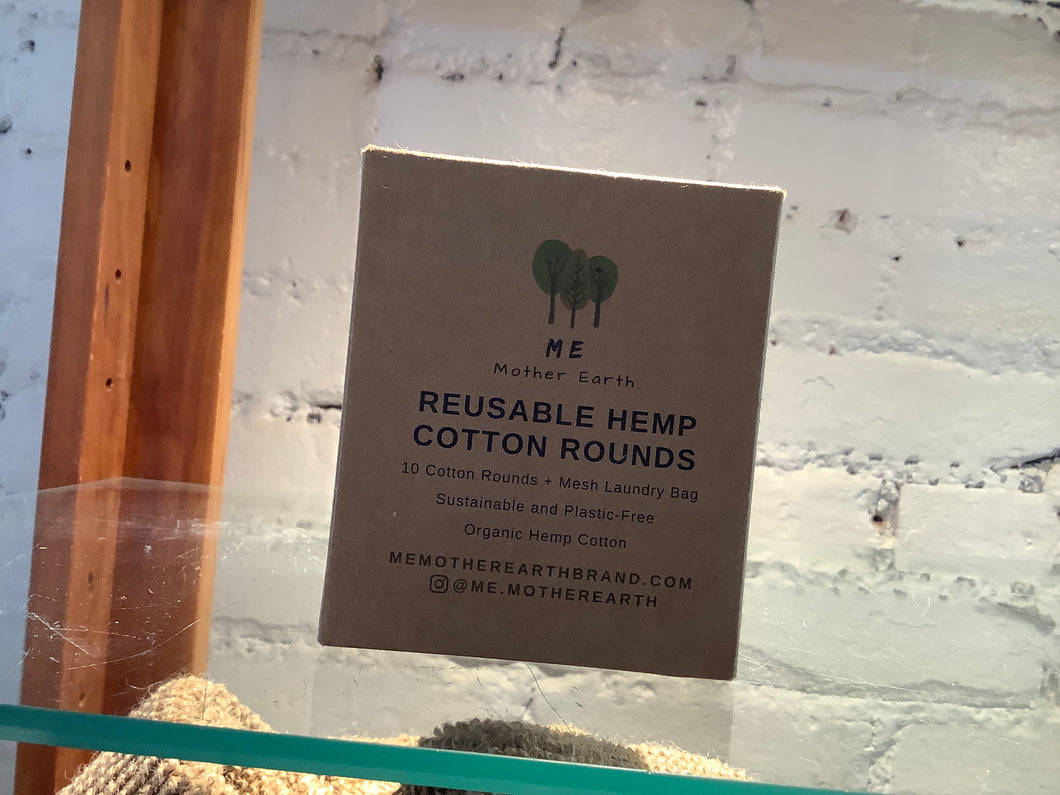 ME
Mother Earth
REUSABLE HEMP
COTTON ROUNDS
10 Cotton Rounds + Mesh Laundry Bag
Sustainable and Plastic-Free
Organic Hemp Cotton
MEMOTHEREARTHBRAND.COM
@ME.MOTHEREARTH